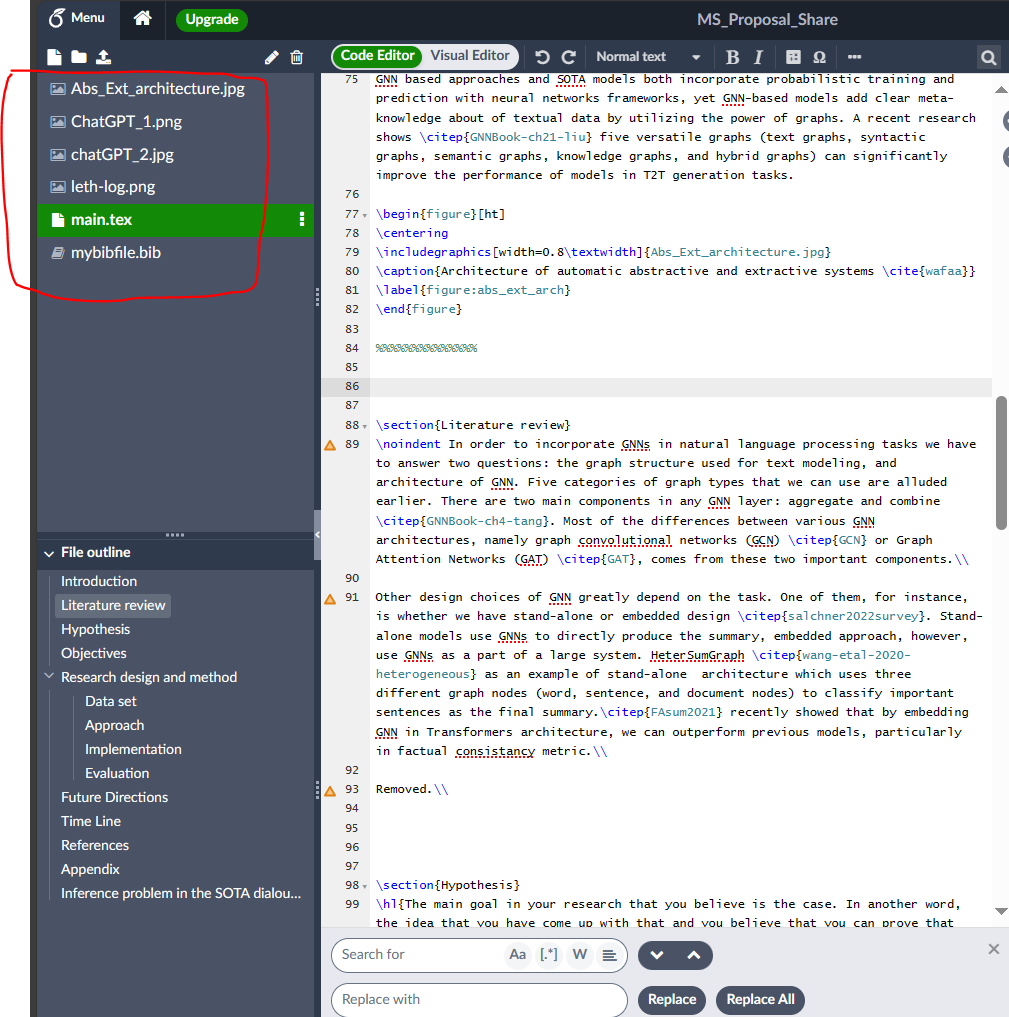 Menu
Upgrade
MS_Proposal_Share
Code Editor
Visual Editor
Normal text
B I
Ω
Abs_Ext_architecture.jpg
ChatGPT_1.png
chatGPT_2.jpg
leth-log.png
main.tex
mybibfile.bib
File outline
Introduction
Literature review
Hypothesis
Objectives
Research design and method
Data set
Approach
Implementation
Evaluation
Future Directions
Time Line
References
Appendix
Inference problem in the SOTA dialou...
75 GNN based approaches and SOTA models both incorporate probabilistic training and
prediction with neural networks frameworks, yet GNN-based models add clear meta-
knowledge about of textual data by utilizing the power of graphs. A recent research
shows \citep{GNNBook-ch21-liu} five versatile graphs (text graphs, syntactic
graphs, semantic graphs, knowledge graphs, and hybrid graphs) can significantly
improve the performance of models in T2T generation tasks.
76
77 \begin{figure}[ht]
78 \centering
79 \includegraphics[width=0.8\textwidth]{Abs_Ext_architecture.jpg}
80 \caption{Architecture of automatic abstractive and extractive systems \cite{wafaa}}
81 \label{figure:abs_ext_arch}
82 \end{figure}
83
84 %%%%%%%%%%%%%%
85
86
87
88 \section{Literature review}
89 \noindent In order to incorporate GNNs in natural language processing tasks we have
to answer two questions: the graph structure used for text modeling, and
architecture of GNN. Five categories of graph types that we can use are alluded
earlier. There are two main components in any GNN layer: aggregate and combine
\citep{GNNBook-ch4-tang}. Most of the differences between various GNN
architectures, namely graph convolutional networks (GCN) \citep{GCN} or Graph
Attention Networks (GAT) \citep{GAT}, comes from these two important components.\\
90
91 Other design choices of GNN greatly depend on the task. One of them, for instance,
is whether we have stand-alone or embedded design \citep{salchner2022survey}. Stand-
alone models use GNNs to directly produce the summary, embedded approach, however,
use GNNs as a part of a large system. HeterSumGraph \citep{wang-etal-2020-
heterogeneous} as an example of stand-alone  architecture which uses three
different graph nodes (word, sentence, and document nodes) to classify important
sentences as the final summary.\citep{FAsum2021} recently showed that by embedding
GNN in Transformers architecture, we can outperform previous models, particularly
in factual consistancy metric.\\
92
93 Removed.\\
94
95
96
97
98 \section{Hypothesis}
99 \hl{The main goal in your research that you believe is the case. In another word,
the idea that you have come up with that and you believe that you can prove that
Search for
Aa [.*] W
Replace with
Replace
Replace All